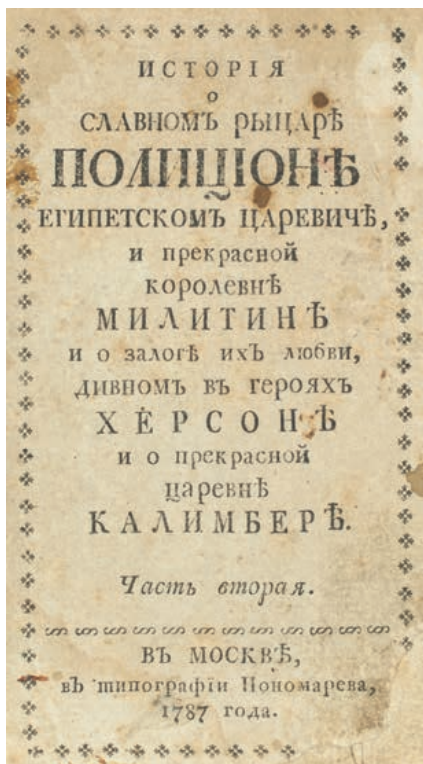 ИСТОРІЯ
о
СЛАВНОМЪ РЫЦАРѢ
ПОЛИЦІОНѢ
ЕГИПЕТСКОМЪ ЦАРЕВИЧѢ,
и прекрасной
королевнѣ
МИЛИТИНѢ
и о залогѣ ихъ любви,
дивномъ въ герояхъ
ХЕРСОНѢ
и о прекрасной
царевнѣ
КАЛИМБЕРѢ.
Часть вторая.
ВЪ МОСКВѢ,
въ типографіи Пономарева,
1787 года.